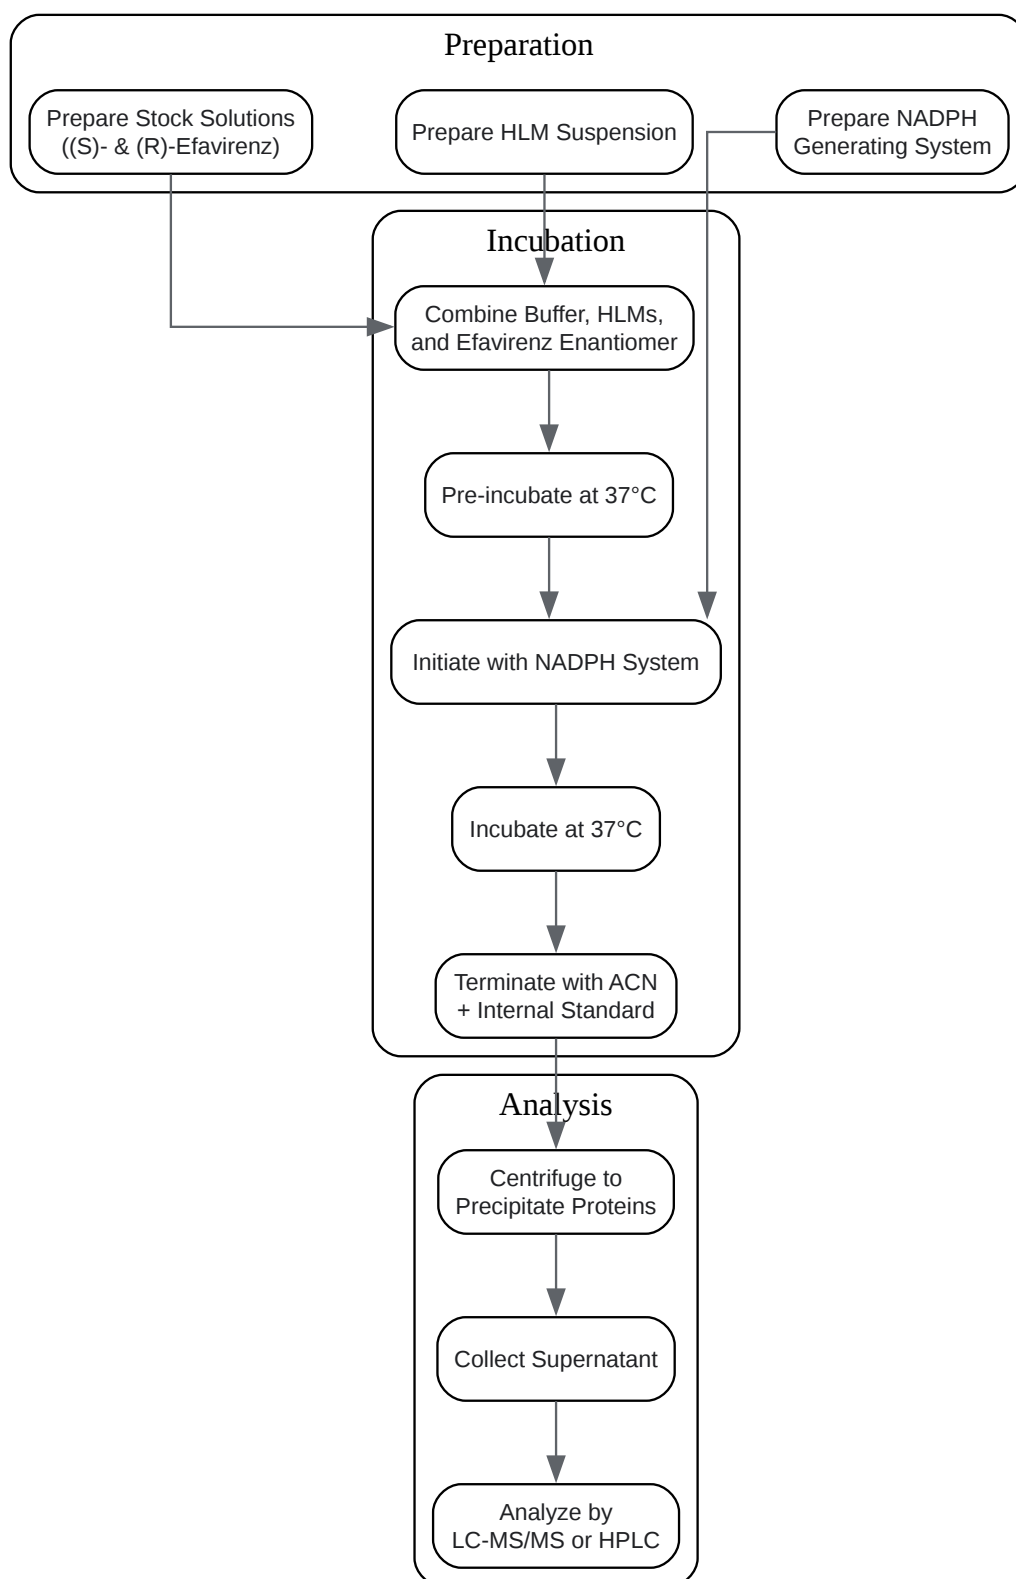 Preparation
Prepare Stock Solutions
((S)- & (R)-Efavirenz)
Prepare HLM Suspension
Prepare NADPH
Generating System
Incubation
Combine Buffer, HLMs,
and Efavirenz Enantiomer
Pre-incubate at 37°C
Initiate with NADPH System
Incubate at 37°C
Terminate with ACN
+ Internal Standard
Analysis
Centrifuge to
Precipitate Proteins
Collect Supernatant
Analyze by
LC-MS/MS or HPLC